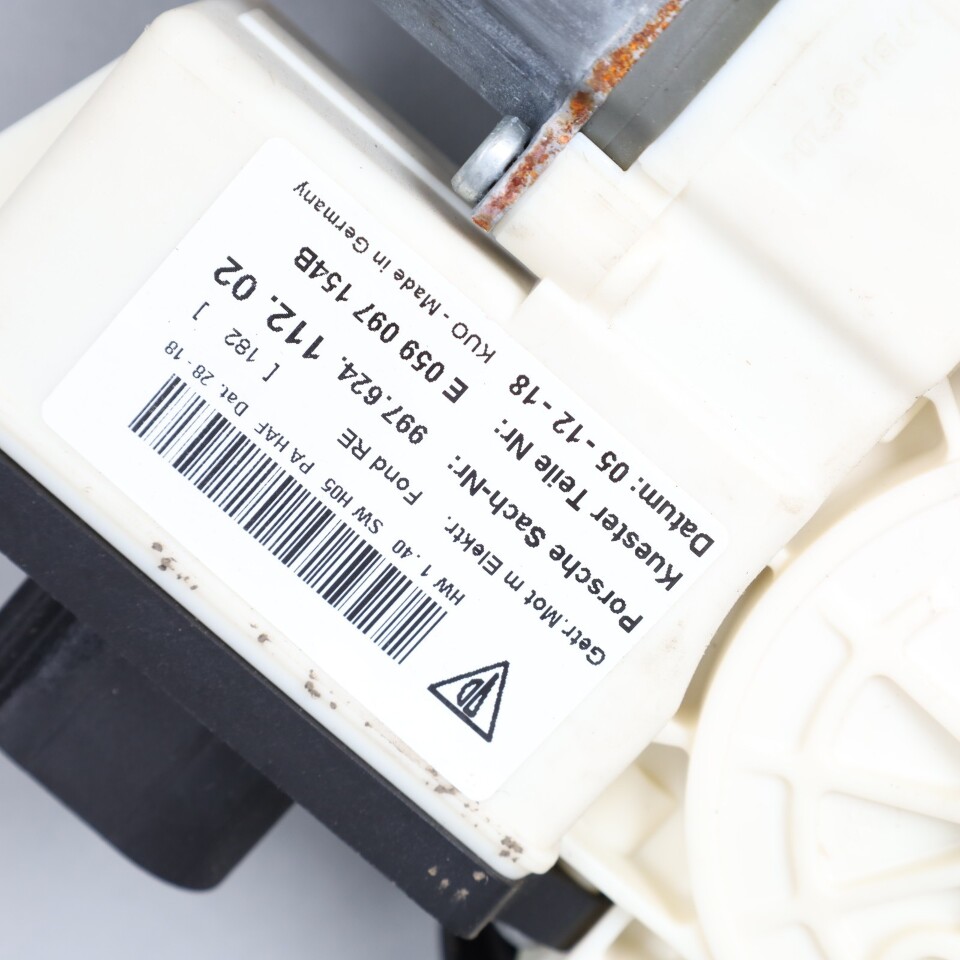 HW 1.40 SW H05 PA HAF Dat. 28-18
Getr.Mot m Elektr. Fond RE [ 182 ]
Porsche Sach-Nr: 997.624.112.02
Kuester Teile Nr: E 059 097 154B
Datum: 05-12-18 KUO - Made in Germany